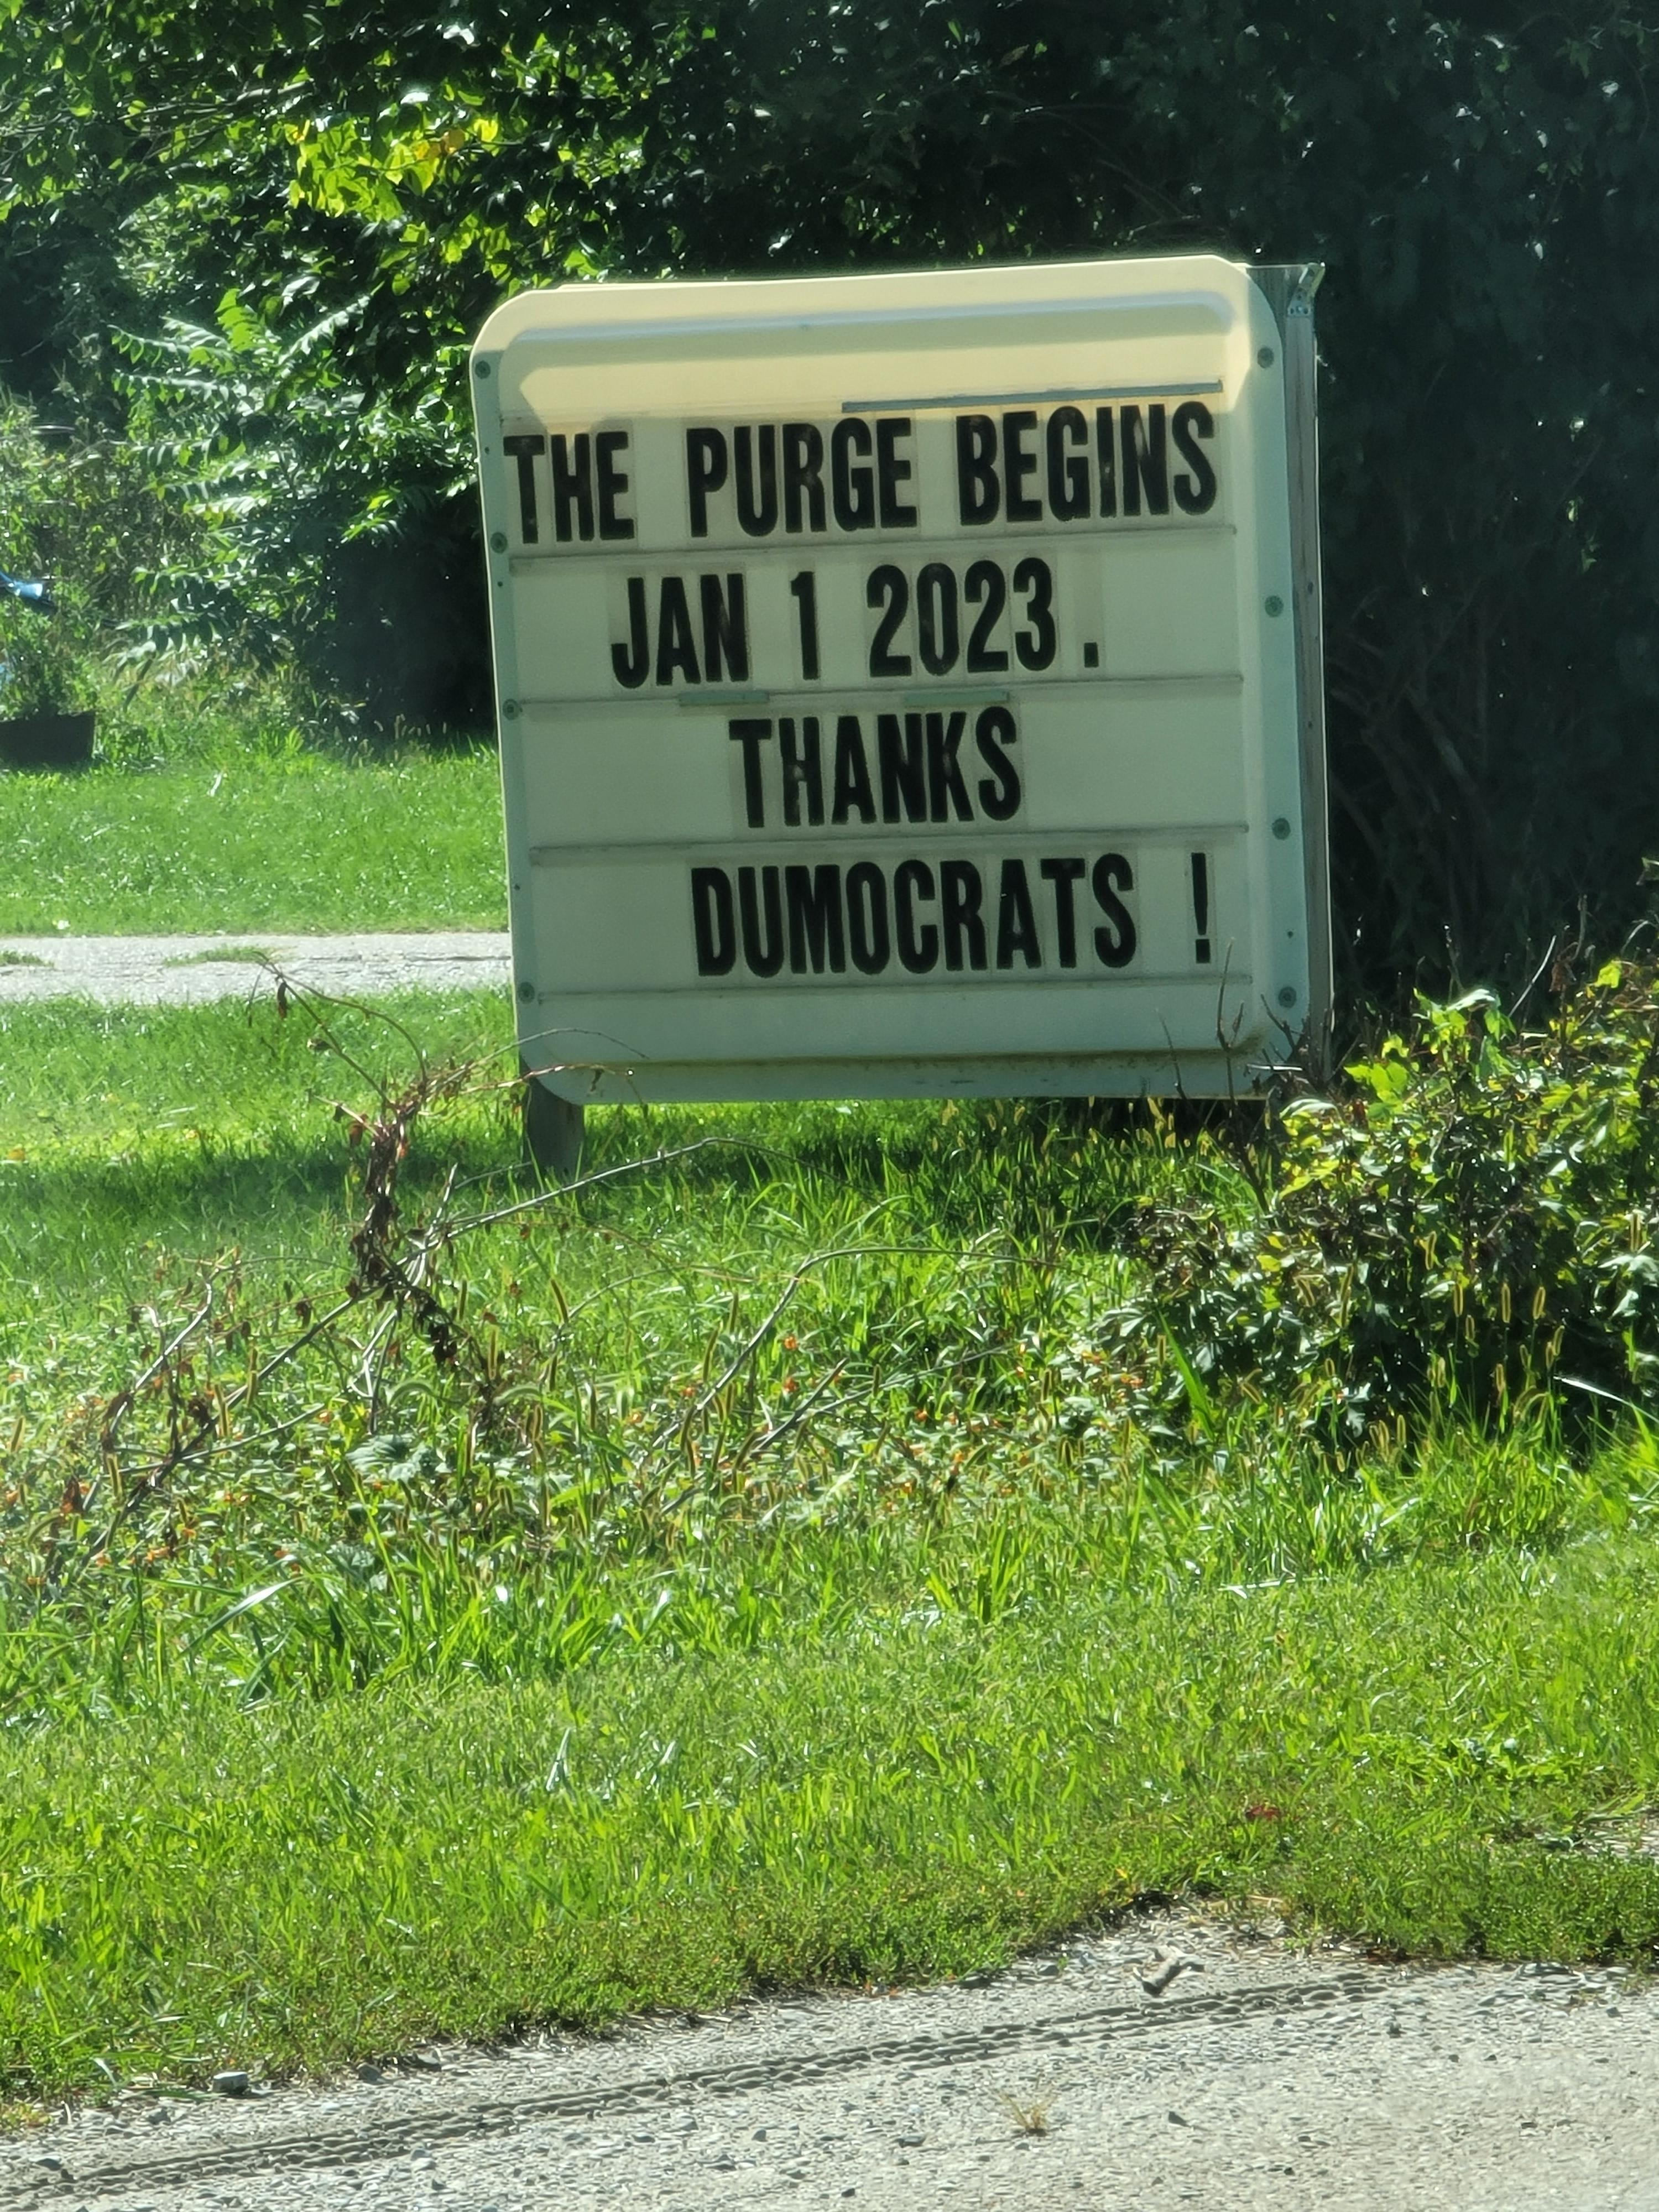 THE PURGE BEGINS
JAN 1 2023.
THANKS
DUMOCRATS !